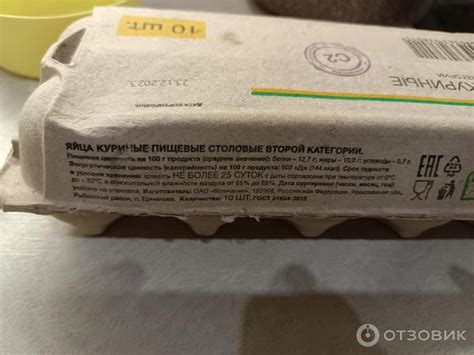 10 ШТ.
С2
КУРИНЫЕ
23.12.2023
ДАТА СОРТИРОВКИ
ЯЙЦА КУРИНЫЕ ПИЩЕВЫЕ СТОЛОВЫЕ ВТОРОЙ КАТЕГОРИИ.
Пищевая ценность на 100 г продукта (средние значения): белки – 12,7 г; жиры – 10,0 г; углеводы – 0,7 г.
Энергетическая ценность (калорийность) на 100 г продукта: 602 кДж (144 ккал). Срок годности
и условия хранения: хранить НЕ БОЛЕЕ 25 СУТОК с даты сортировки при температуре от 0°С
до +20°С и относительной влажности воздуха от 85% до 88%. Дата сортировки (число, месяц, год)
указана на упаковке. Изготовитель: ОАО «Волжанин», Российская Федерация, Ярославская обл.
Рыбинский район, п. Ермаково. Количество: 10 ШТ. ГОСТ 31654-2012
EAC
ОТЗОВИК